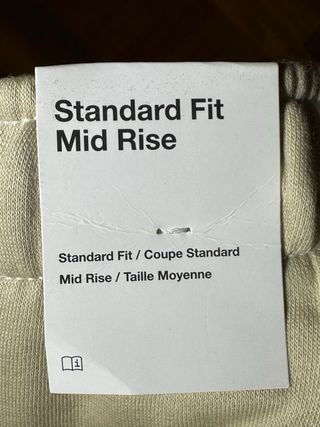 Standard Fit
Mid Rise
Standard Fit / Coupe Standard
Mid Rise / Taille Moyenne